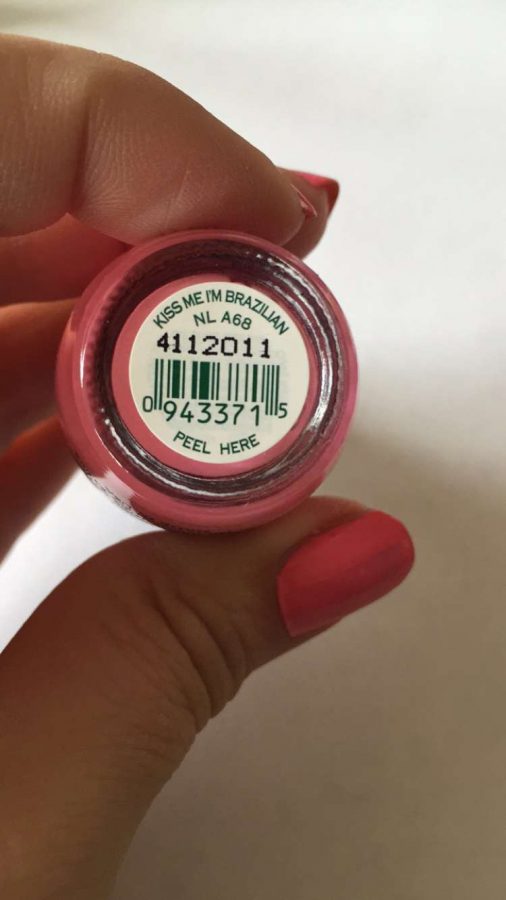 KISS ME I'M BRAZILIAN
NL A68
4112011
0 943371 5
PEEL HERE